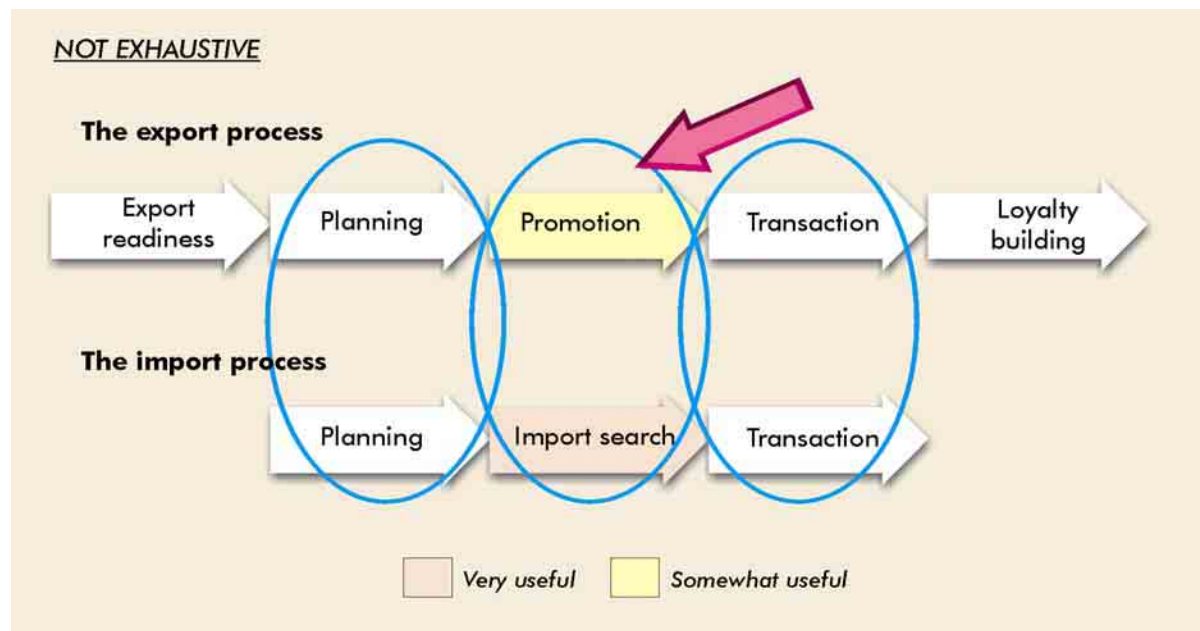 NOT EXHAUSTIVE
The export process
Export
readiness
Planning
Promotion
Transaction
Loyalty
building
The import process
Planning
Import search
Transaction
Very useful
Somewhat useful